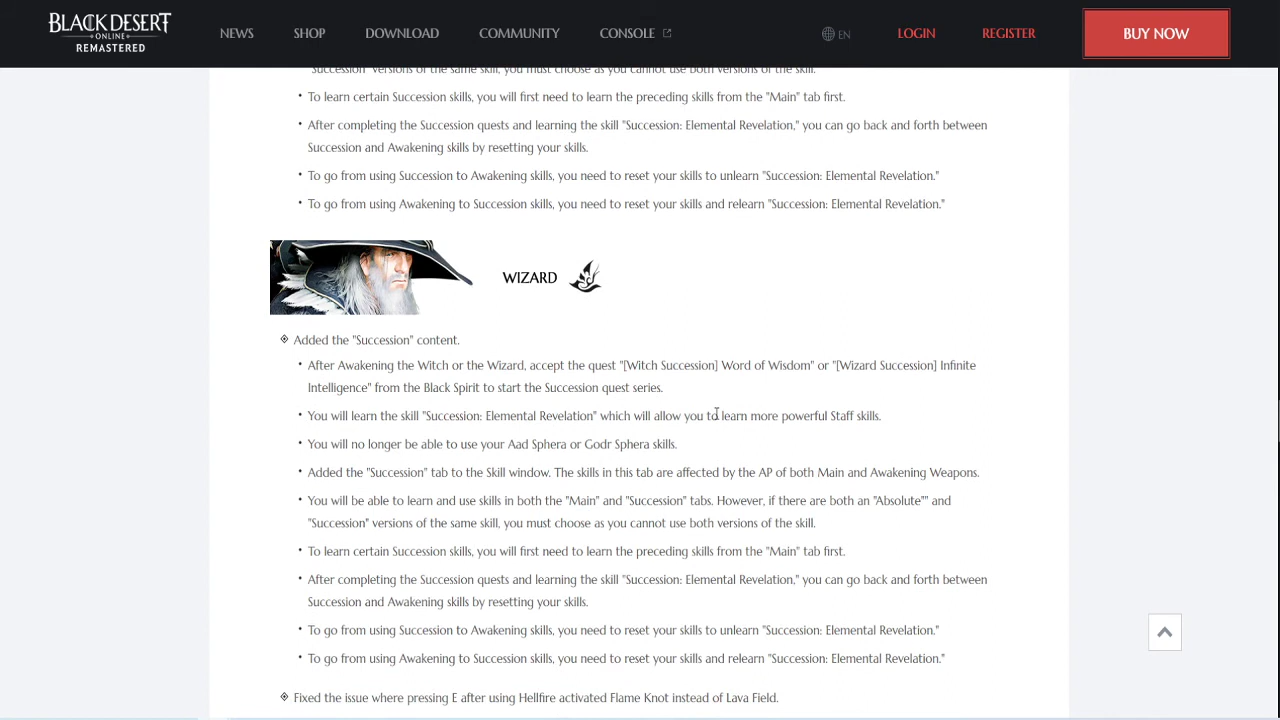 BLACK DESERT
ONLINE
REMASTERED
NEWS
SHOP
DOWNLOAD
COMMUNITY
CONSOLE
EN
LOGIN
REGISTER
BUY NOW
"Succession" versions of the same skill, you must choose as you cannot use both versions of the skill.
• To learn certain Succession skills, you will first need to learn the preceding skills from the "Main" tab first.
• After completing the Succession quests and learning the skill "Succession: Elemental Revelation," you can go back and forth between
Succession and Awakening skills by resetting your skills.
• To go from using Succession to Awakening skills, you need to reset your skills to unlearn "Succession: Elemental Revelation."
• To go from using Awakening to Succession skills, you need to reset your skills and relearn "Succession: Elemental Revelation."
WIZARD
Added the "Succession" content.
• After Awakening the Witch or the Wizard, accept the quest "[Witch Succession] Word of Wisdom" or "[Wizard Succession] Infinite
Intelligence" from the Black Spirit to start the Succession quest series.
• You will learn the skill "Succession: Elemental Revelation" which will allow you to learn more powerful Staff skills.
• You will no longer be able to use your Aad Sphera or Godr Sphera skills.
• Added the "Succession" tab to the Skill window. The skills in this tab are affected by the AP of both Main and Awakening Weapons.
• You will be able to learn and use skills in both the "Main" and "Succession" tabs. However, if there are both an "Absolute"" and
"Succession" versions of the same skill, you must choose as you cannot use both versions of the skill.
• To learn certain Succession skills, you will first need to learn the preceding skills from the "Main" tab first.
• After completing the Succession quests and learning the skill "Succession: Elemental Revelation," you can go back and forth between
Succession and Awakening skills by resetting your skills.
• To go from using Succession to Awakening skills, you need to reset your skills to unlearn "Succession: Elemental Revelation."
• To go from using Awakening to Succession skills, you need to reset your skills and relearn "Succession: Elemental Revelation."
Fixed the issue where pressing E after using Hellfire activated Flame Knot instead of Lava Field.